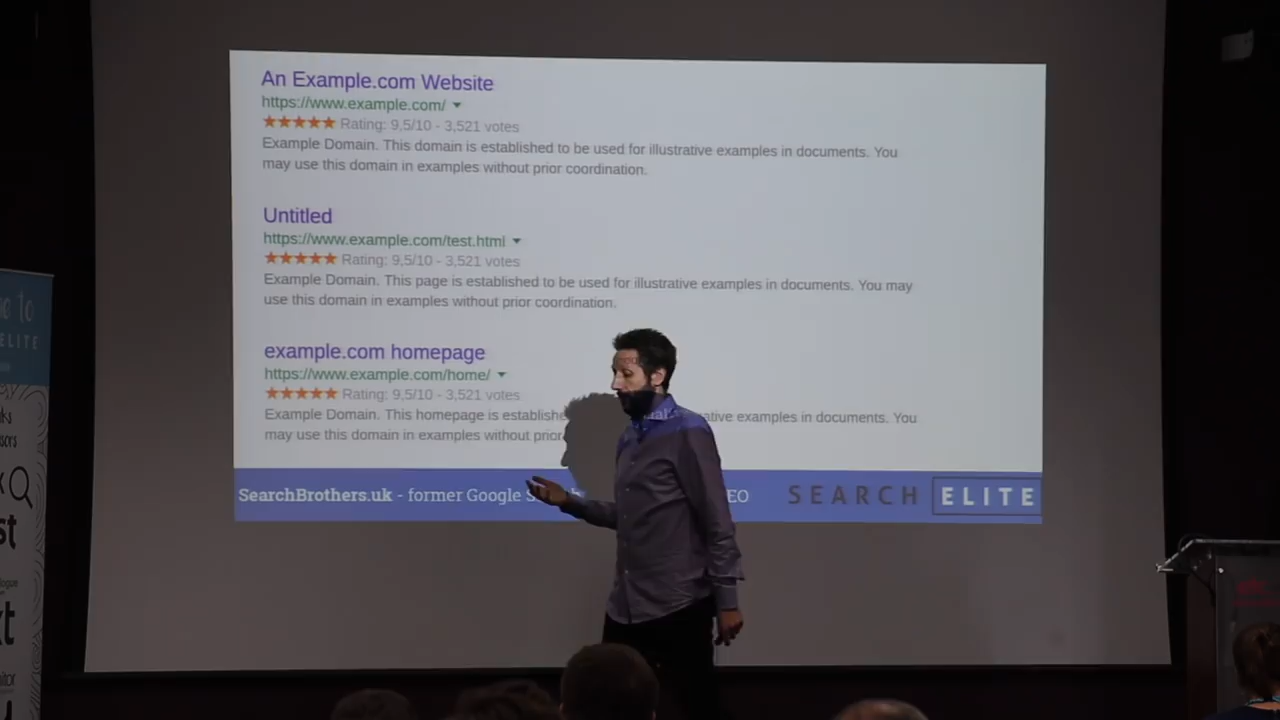 An Example.com Website
https://www.example.com/
Rating: 9,5/10 - 3,521 votes
Example Domain. This domain is established to be used for illustrative examples in documents. You
may use this domain in examples without prior coordination.
Untitled
https://www.example.com/test.html
Rating: 9,5/10 - 3,521 votes
Example Domain. This page is established to be used for illustrative examples in documents. You may
use this domain in examples without prior coordination.
example.com homepage
https://www.example.com/home/
Rating: 9,5/10 - 3,521 votes
Example Domain. This homepage is establishe ative examples in documents. You
may use this domain in examples without prior
SearchBrothers.uk - former Google S EO
SEARCH ELITE
to
ELITE